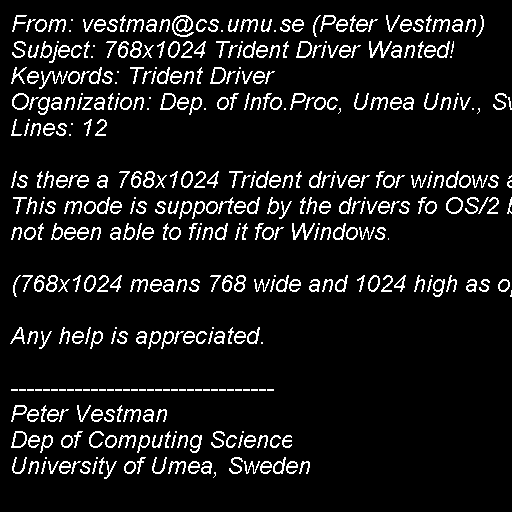 From: vestman@cs.umu.se (Peter Vestman)
Subject: 768x1024 Trident Driver Wanted!
Keywords: Trident Driver
Organization: Dep. of Info.Proc, Umea Univ.,
Lines: 12
Is there a 768x1024 Trident driver for windows
This mode is supported by the drivers fo OS/2
not been able to find it for Windows.
(768x1024 means 768 wide and 1024 high as
Any help is appreciated.
---------------------------------
Peter Vestman
Dep of Computing Science
University of Umea, Sweden